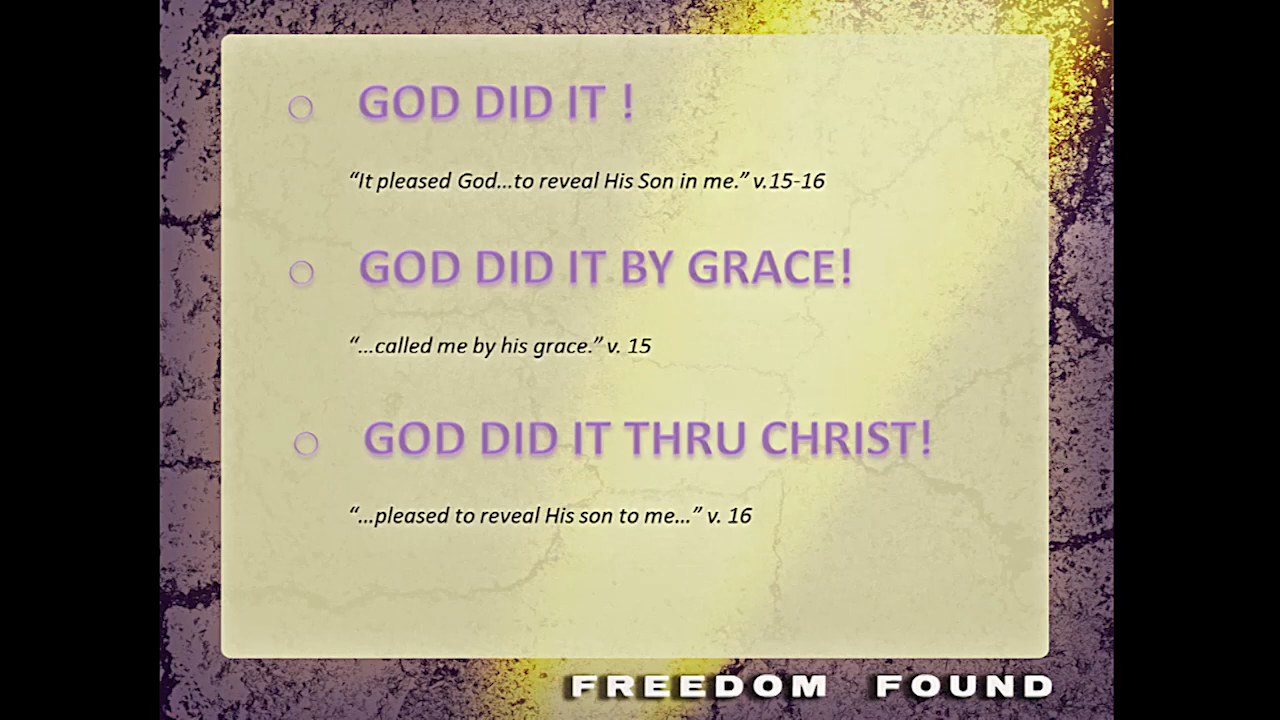 GOD DID IT !
“It pleased God...to reveal His Son in me.” v.15-16
GOD DID IT BY GRACE!
“...called me by his grace.” v. 15
GOD DID IT THRU CHRIST!
“...pleased to reveal His son to me...” v. 16
FREEDOM FOUND